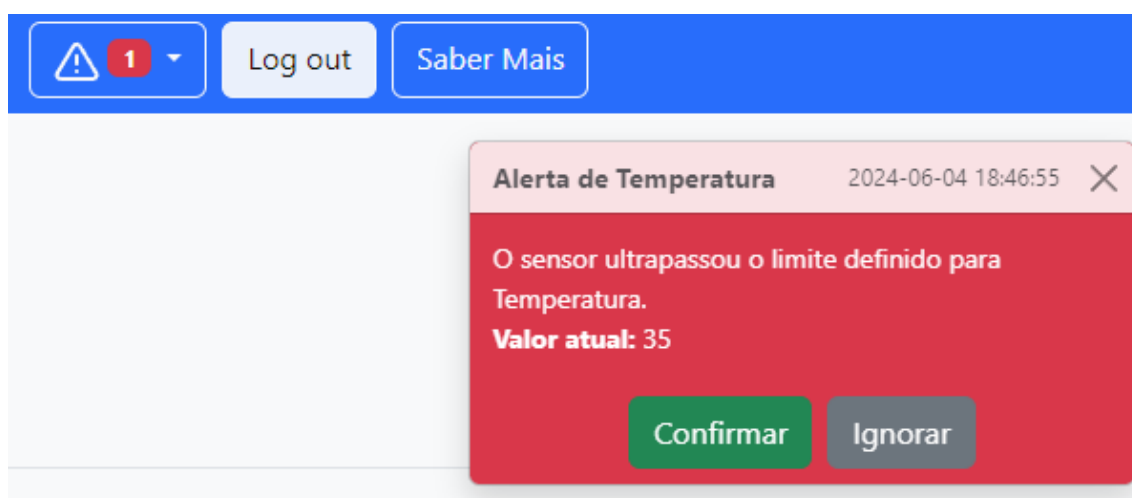 1 Log out Saber Mais
Alerta de Temperatura 2024-06-04 18:46:55
O sensor ultrapassou o limite definido para
Temperatura.
Valor atual: 35
Confirmar Ignorar